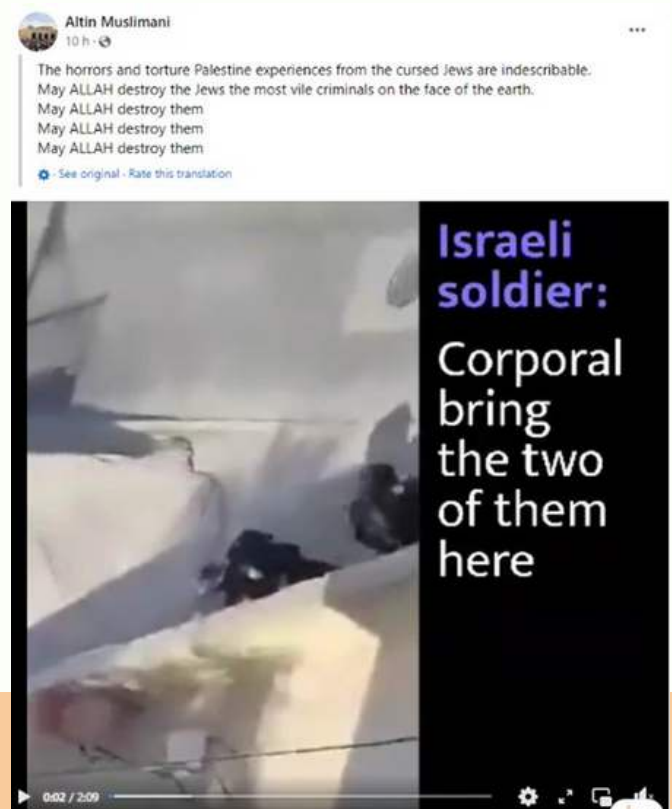 Altin Muslimani
10 h
The horrors and torture Palestine experiences from the cursed Jews are indescribable.
May ALLAH destroy the Jews the most vile criminals on the face of the earth.
May ALLAH destroy them
May ALLAH destroy them
May ALLAH destroy them
· See original · Rate this translation
Israeli
soldier:
Corporal
bring
the two
of them
here
0:02 / 2:09